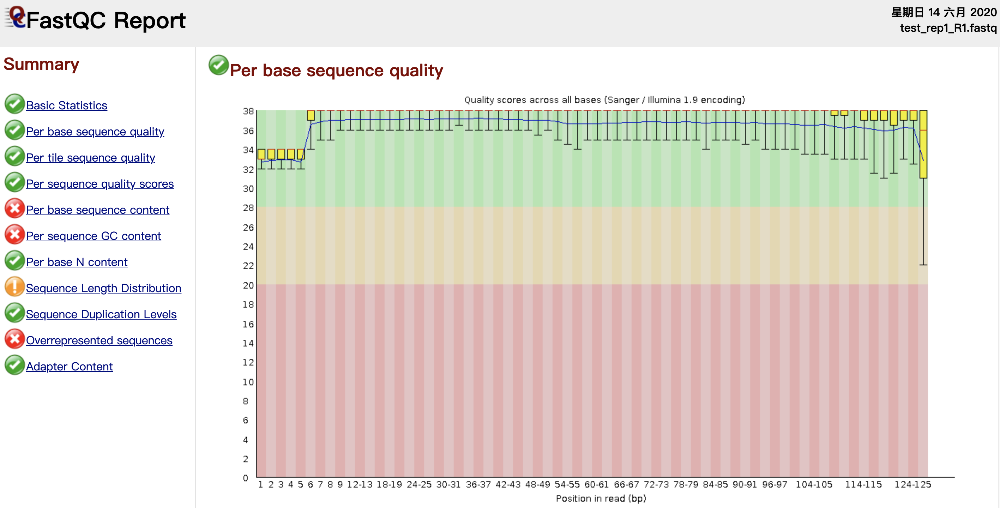 FastQC Report
星期日 14 六月 2020
test_rep1_R1.fastq
Summary
Basic Statistics
Per base sequence quality
Per tile sequence quality
Per sequence quality scores
Per base sequence content
Per sequence GC content
Per base N content
Sequence Length Distribution
Sequence Duplication Levels
Overrepresented sequences
Adapter Content
Per base sequence quality
Quality scores across all bases (Sanger / Illumina 1.9 encoding)
38
36
34
32
30
28
26
24
22
20
18
16
14
12
10
8
6
4
2
0
1 2 3 4 5 6 7 8 9 12-13 18-19 24-25 30-31 36-37 42-43 48-49 54-55 60-61 66-67 72-73 78-79 84-85 90-91 96-97 104-105 114-115 124-125
Position in read (bp)